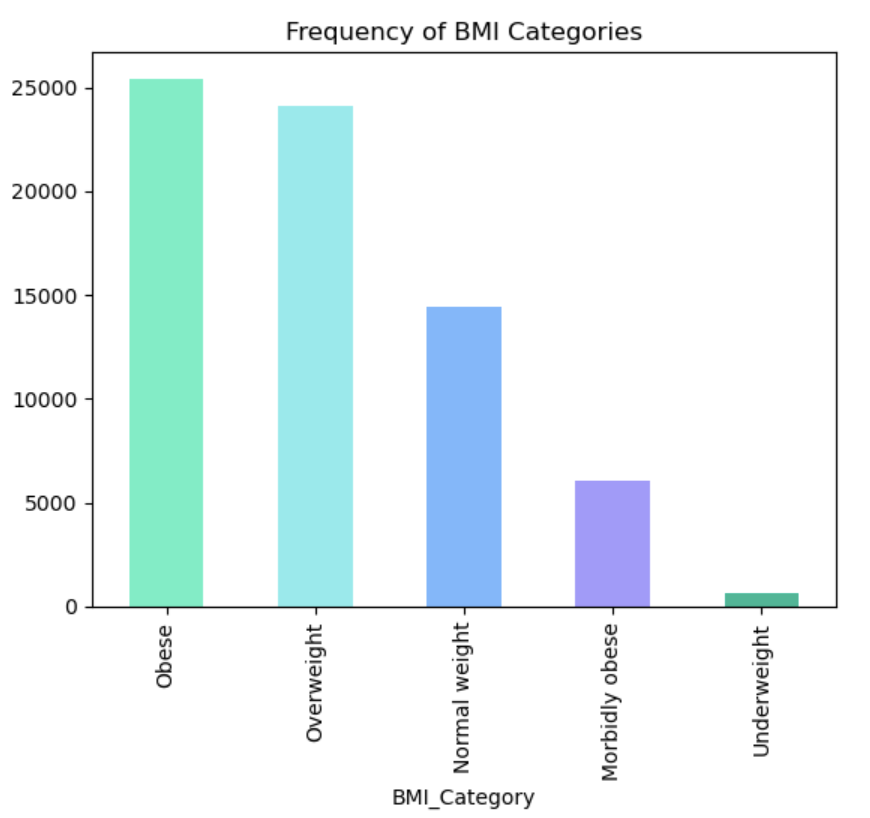 Frequency of BMI Categories
25000
20000
15000
10000
5000
0
Obese
Overweight
Normal weight
Morbidly obese
Underweight
BMI_Category